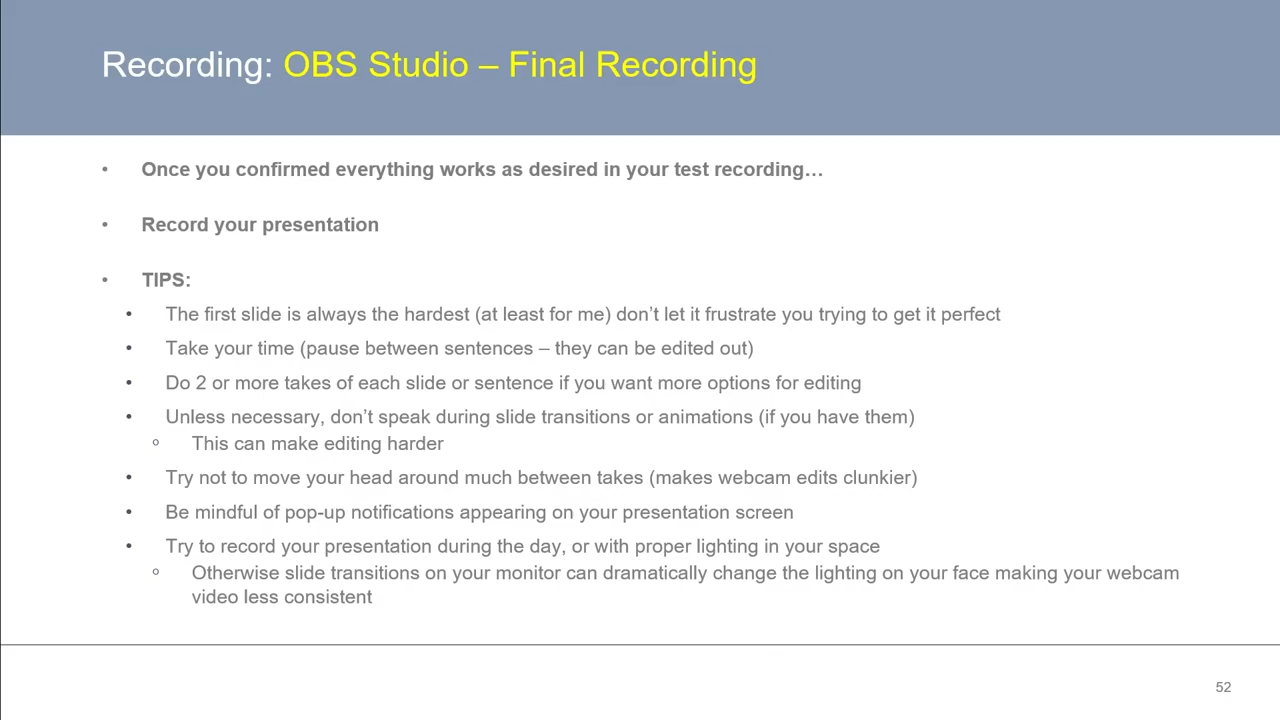 Recording: OBS Studio – Final Recording
• Once you confirmed everything works as desired in your test recording…
• Record your presentation
• TIPS:
• The first slide is always the hardest (at least for me) don’t let it frustrate you trying to get it perfect
• Take your time (pause between sentences – they can be edited out)
• Do 2 or more takes of each slide or sentence if you want more options for editing
• Unless necessary, don’t speak during slide transitions or animations (if you have them)
o This can make editing harder
• Try not to move your head around much between takes (makes webcam edits clunkier)
• Be mindful of pop-up notifications appearing on your presentation screen
• Try to record your presentation during the day, or with proper lighting in your space
o Otherwise slide transitions on your monitor can dramatically change the lighting on your face making your webcam
video less consistent
52